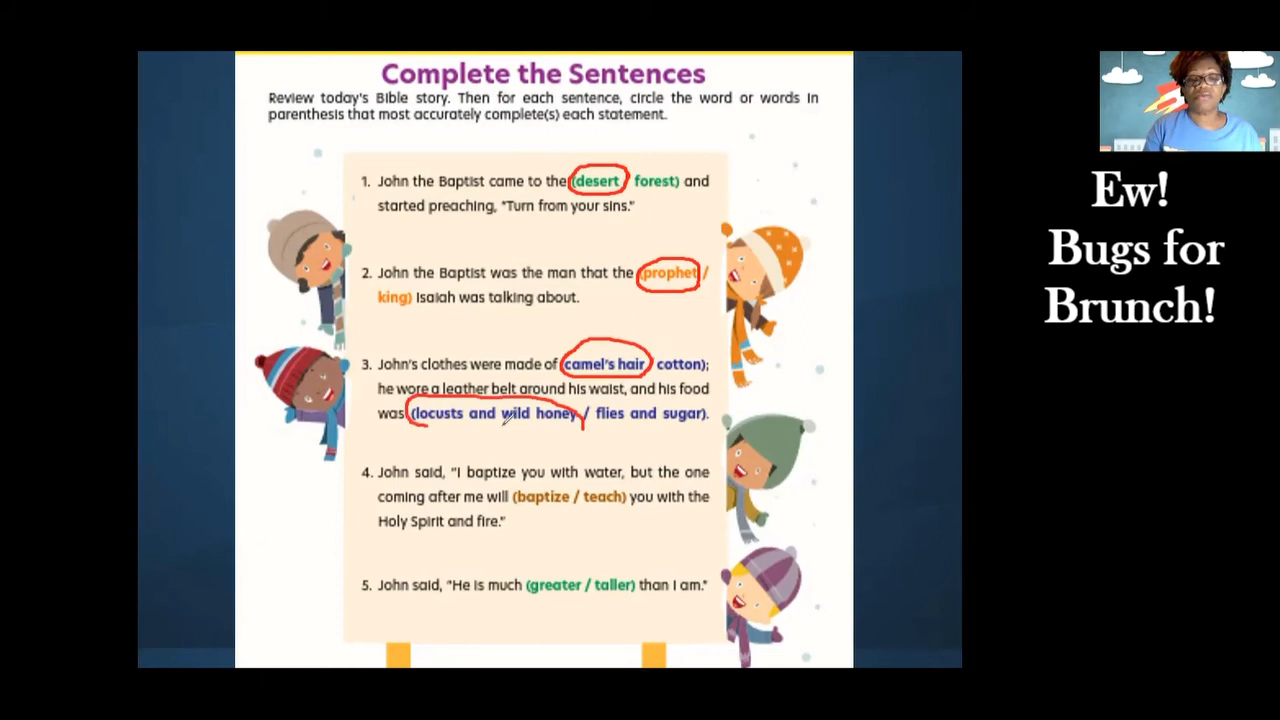 Complete the Sentences
Review today's Bible story. Then for each sentence, circle the word or words in
parenthesis that most accurately complete(s) each statement.
1. John the Baptist came to the (desert / forest) and
started preaching, "Turn from your sins."
2. John the Baptist was the man that the (prophet /
king) Isaiah was talking about.
3. John's clothes were made of (camel's hair / cotton);
he wore a leather belt around his waist, and his food
was (locusts and wild honey / flies and sugar).
4. John said, "I baptize you with water, but the one
coming after me will (baptize / teach) you with the
Holy Spirit and fire."
5. John said, "He is much (greater / taller) than I am."
Ew!
Bugs for
Brunch!